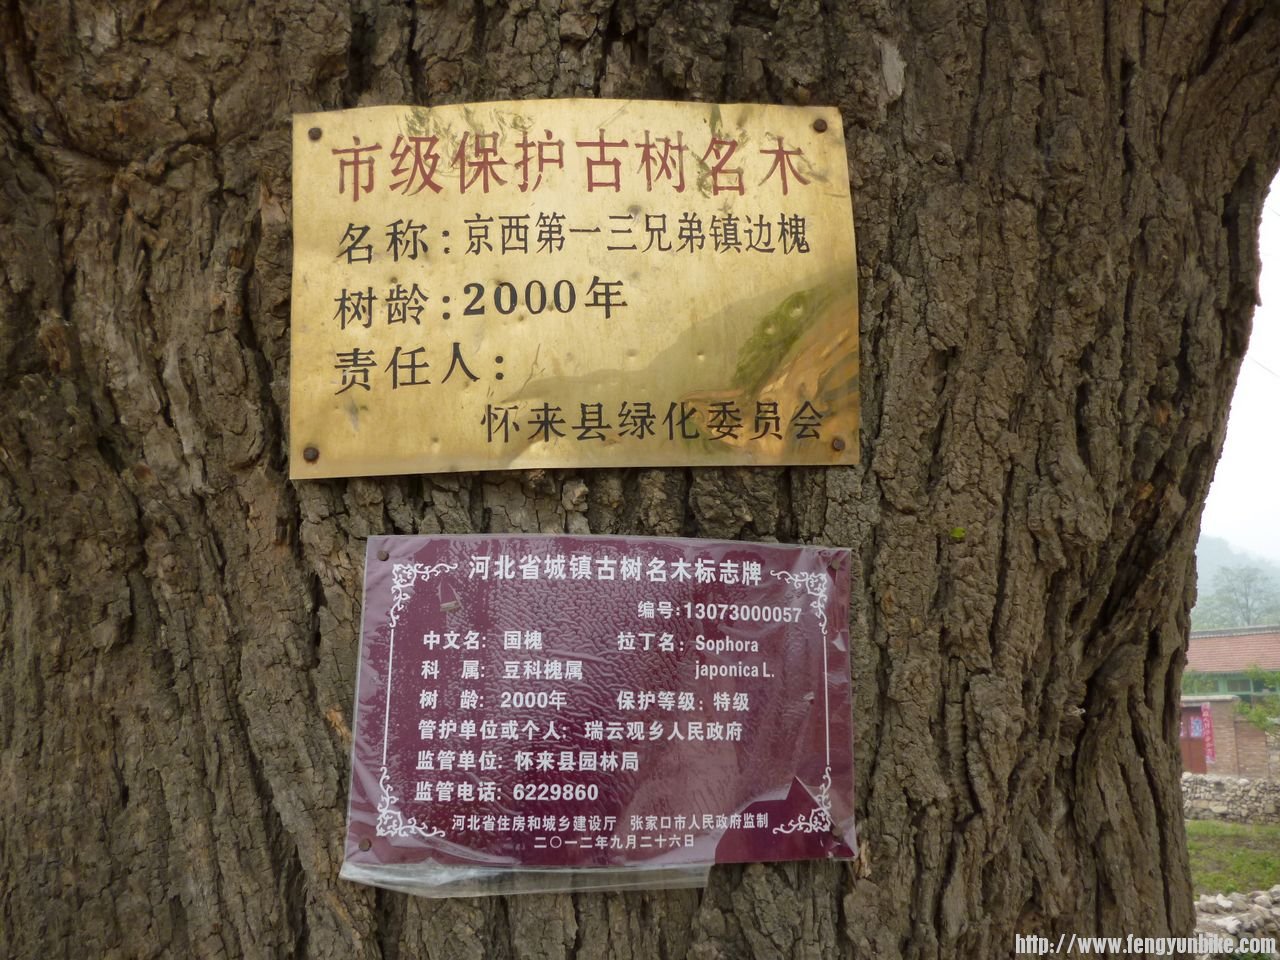 市级保护古树名木
名称：京西第一三兄弟镇边槐
树龄：2000年
责任人：
怀来县绿化委员会
河北省城镇古树名木标志牌
编号:13073000057
中文名: 国槐 拉丁名: Sophora
科 属: 豆科槐属 japonica L.
树 龄: 2000年 保护等级: 特级
管护单位或个人: 瑞云观乡人民政府
监管单位: 怀来县园林局
监管电话: 6229860
河北省住房和城乡建设厅 张家口市人民政府监制
二〇一二年九月二十六日
http://www.fengyunbike.com